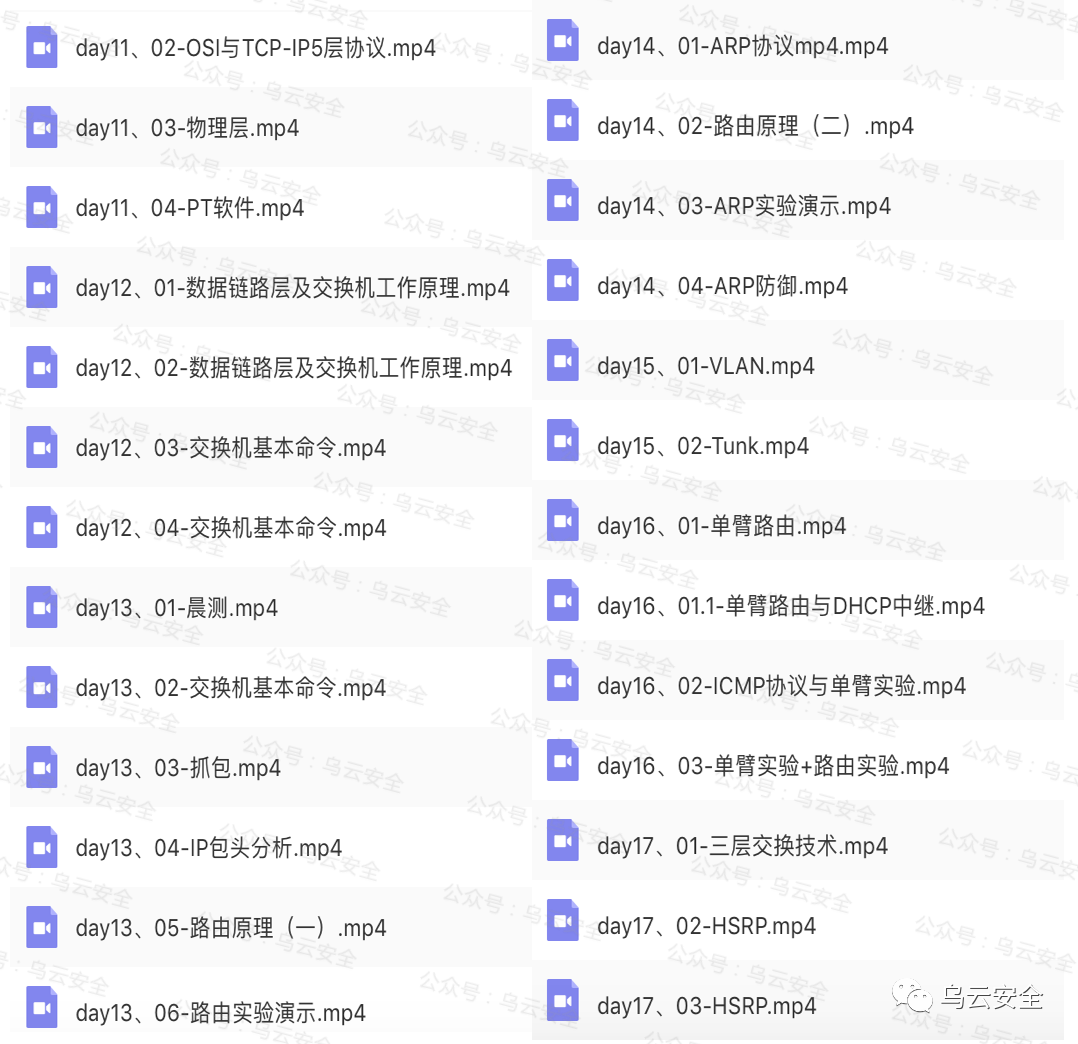 day11、02-OSI与TCP-IP5层协议.mp4
day11、03-物理层.mp4
day11、04-PT软件.mp4
day12、01-数据链路层及交换机工作原理.mp4
day12、02-数据链路层及交换机工作原理.mp4
day12、03-交换机基本命令.mp4
day12、04-交换机基本命令.mp4
day13、01-晨测.mp4
day13、02-交换机基本命令.mp4
day13、03-抓包.mp4
day13、04-IP包头分析.mp4
day13、05-路由原理（一）.mp4
day13、06-路由实验演示.mp4
day14、01-ARP协议mp4.mp4
day14、02-路由原理（二）.mp4
day14、03-ARP实验演示.mp4
day14、04-ARP防御.mp4
day15、01-VLAN.mp4
day15、02-Tunk.mp4
day16、01-单臂路由.mp4
day16、01.1-单臂路由与DHCP中继.mp4
day16、02-ICMP协议与单臂实验.mp4
day16、03-单臂实验+路由实验.mp4
day17、01-三层交换技术.mp4
day17、02-HSRP.mp4
day17、03-HSRP.mp4
乌云安全
公众号：乌云安全